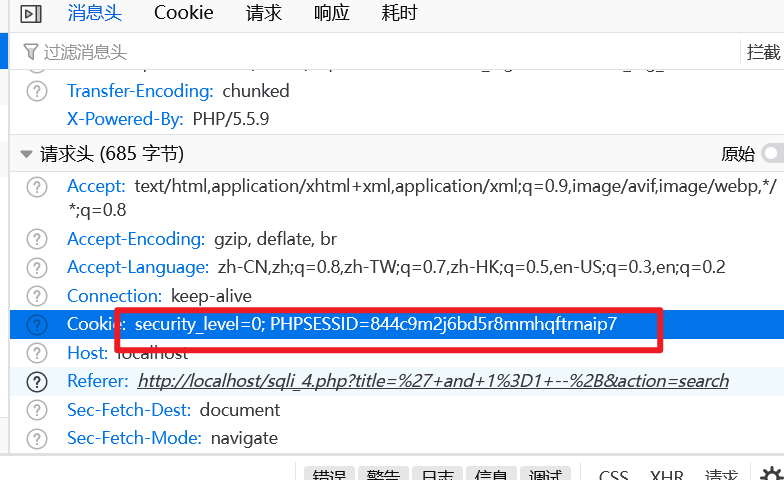 消息头 Cookie 请求 响应 耗时
过滤消息头 拦截
Transfer-Encoding: chunked
X-Powered-By: PHP/5.5.9
请求头 (685 字节) 原始
Accept: text/html,application/xhtml+xml,application/xml;q=0.9,image/avif,image/webp,*/
*;q=0.8
Accept-Encoding: gzip, deflate, br
Accept-Language: zh-CN,zh;q=0.8,zh-TW;q=0.7,zh-HK;q=0.5,en-US;q=0.3,en;q=0.2
Connection: keep-alive
Cookie: security_level=0; PHPSESSID=844c9m2j6bd5r8mmhqftrnaip7
Host: localhost
Referer: http://localhost/sqli_4.php?title=%27+and+1%3D1+--%2B&action=search
Sec-Fetch-Dest: document
Sec-Fetch-Mode: navigate
错误 警告 日志 信息 调试 CSS XHR 请求